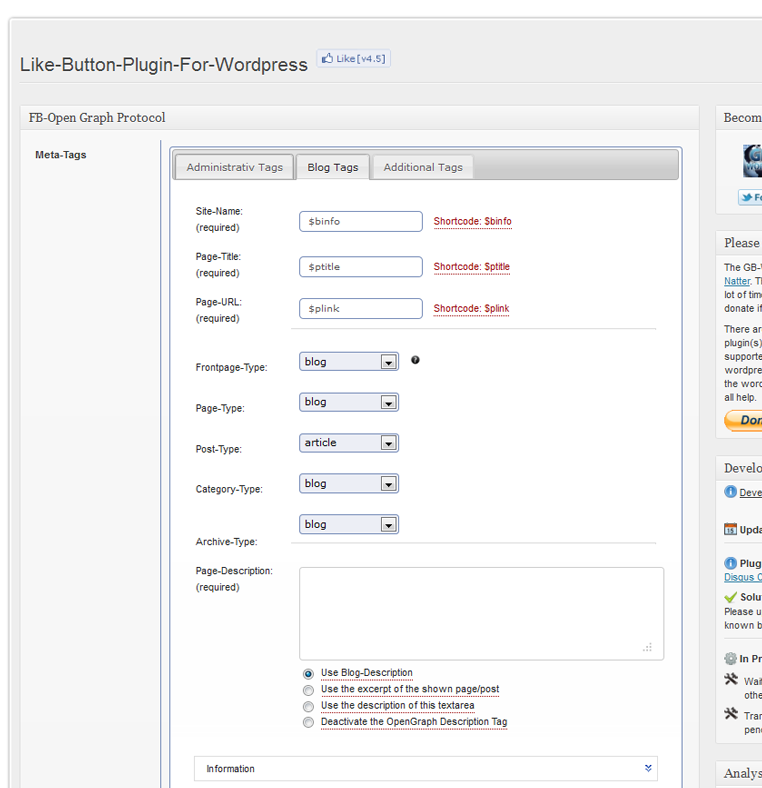 Like-Button-Plugin-For-Wordpress
Like[v4.5]
FB-Open Graph Protocol
Meta-Tags
Administrativ Tags
Blog Tags
Additional Tags
Site-Name:
(required)
$binfo
Shortcode: $binfo
Page-Title:
(required)
$ptitle
Shortcode: $ptitle
Page-URL:
(required)
$plink
Shortcode: $plink
Frontpage-Type:
blog
Page-Type:
blog
Post-Type:
article
Category-Type:
blog
Archive-Type:
blog
Page-Description:
(required)
Use Blog-Description
Use the excerpt of the shown page/post
Use the description of this textarea
Deactivate the OpenGraph Description Tag
Information
Becom
Please
The GB-
Natter. T
lot of tim
donate if
There ar
plugin(s)
supporte
wordpre
the word
all help.
Don
Develo
Deve
15
Upda
Plug
Disqus C
Solu
Please u
known b
In Pr
Wai
othe
Tran
pend
Analys